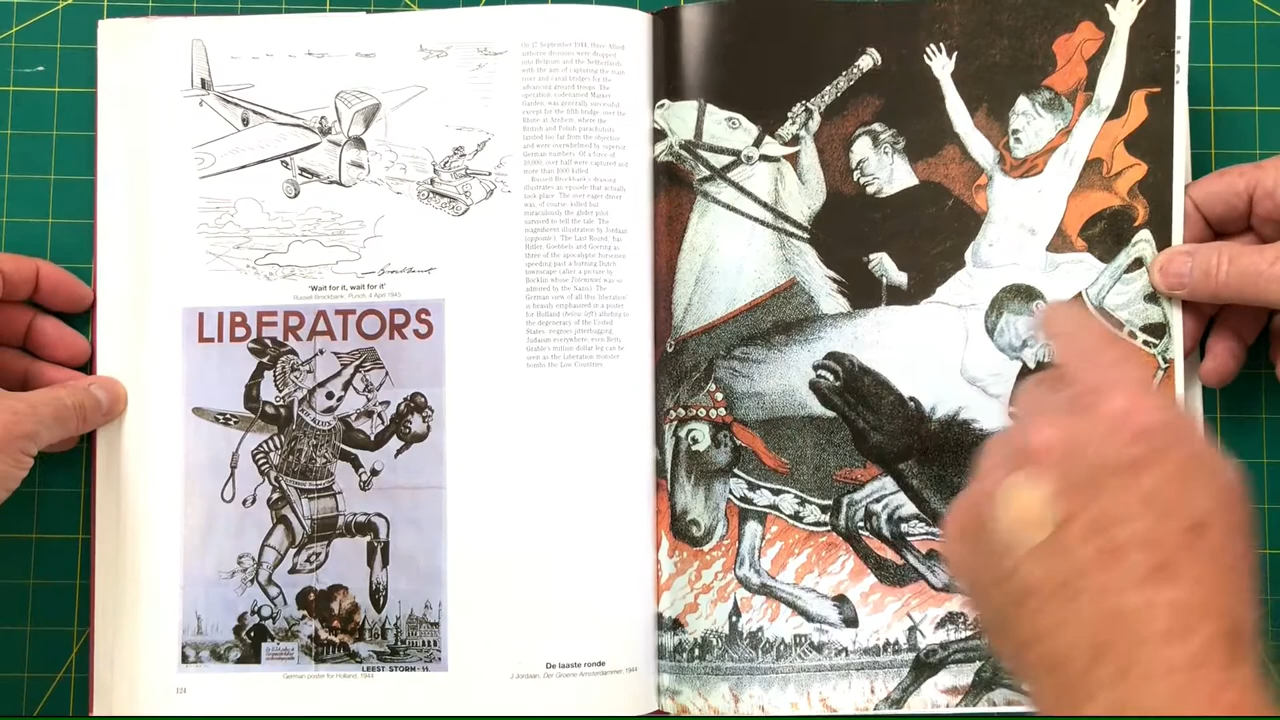 On 17 September 1944, three Allied
airborne divisions were dropped
into Belgium and the Netherlands
with the aim of capturing the main
river and canal bridges for the
advancing ground troops. The
operation, codenamed Market
Garden, was generally successful
except for the fifth bridge, over the
Rhine at Arnhem, where the
British and Polish parachutists
landed too far from the objective
and were overwhelmed by superior
German numbers. Of a force of
10,000, over half were captured and
more than 1000 killed.
Russell Brockbank's drawing
illustrates an episode that actually
took place. The over eager driver
was, of course, killed but
miraculously the glider pilot
survived to tell the tale. The
magnificent illustration by Jordaan
(opposite), 'The Last Round', has
Hitler, Goebbels and Goering as
three of the apocalyptic horsemen
speeding past a burning Dutch
townscape (after a picture by
Böcklin whose Toteninsel was so
admired by the Nazis). The
German view of all this 'liberation'
is heavily emphasized in a poster
for Holland (below left) alluding to
the degeneracy of the United
States: negroes jitterbugging,
Judaism everywhere; even Betty
Grable's million dollar leg can be
seen as the Liberation monster
bombs the Low Countries.
Brockbank
'Wait for it, wait for it'
Russell Brockbank, Punch, 4 April 1945
LIBERATORS
LEEST STORM-SS
German poster for Holland, 1944
De laaste ronde
J Jordaan, Der Groene Amsterdammer, 1944
124